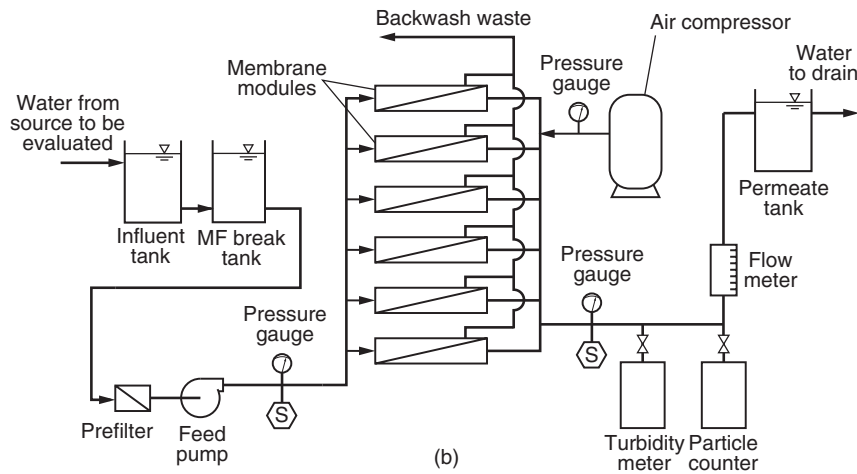 Backwash waste
Air compressor
Pressure
gauge
Water
to drain
Membrane
modules
Water from
source to be
evaluated
Permeate
tank
Influent
tank
MF break
tank
Flow
meter
Pressure
gauge
Pressure
gauge
S
S
Prefilter
Feed
pump
(b)
Turbidity
meter
Particle
counter